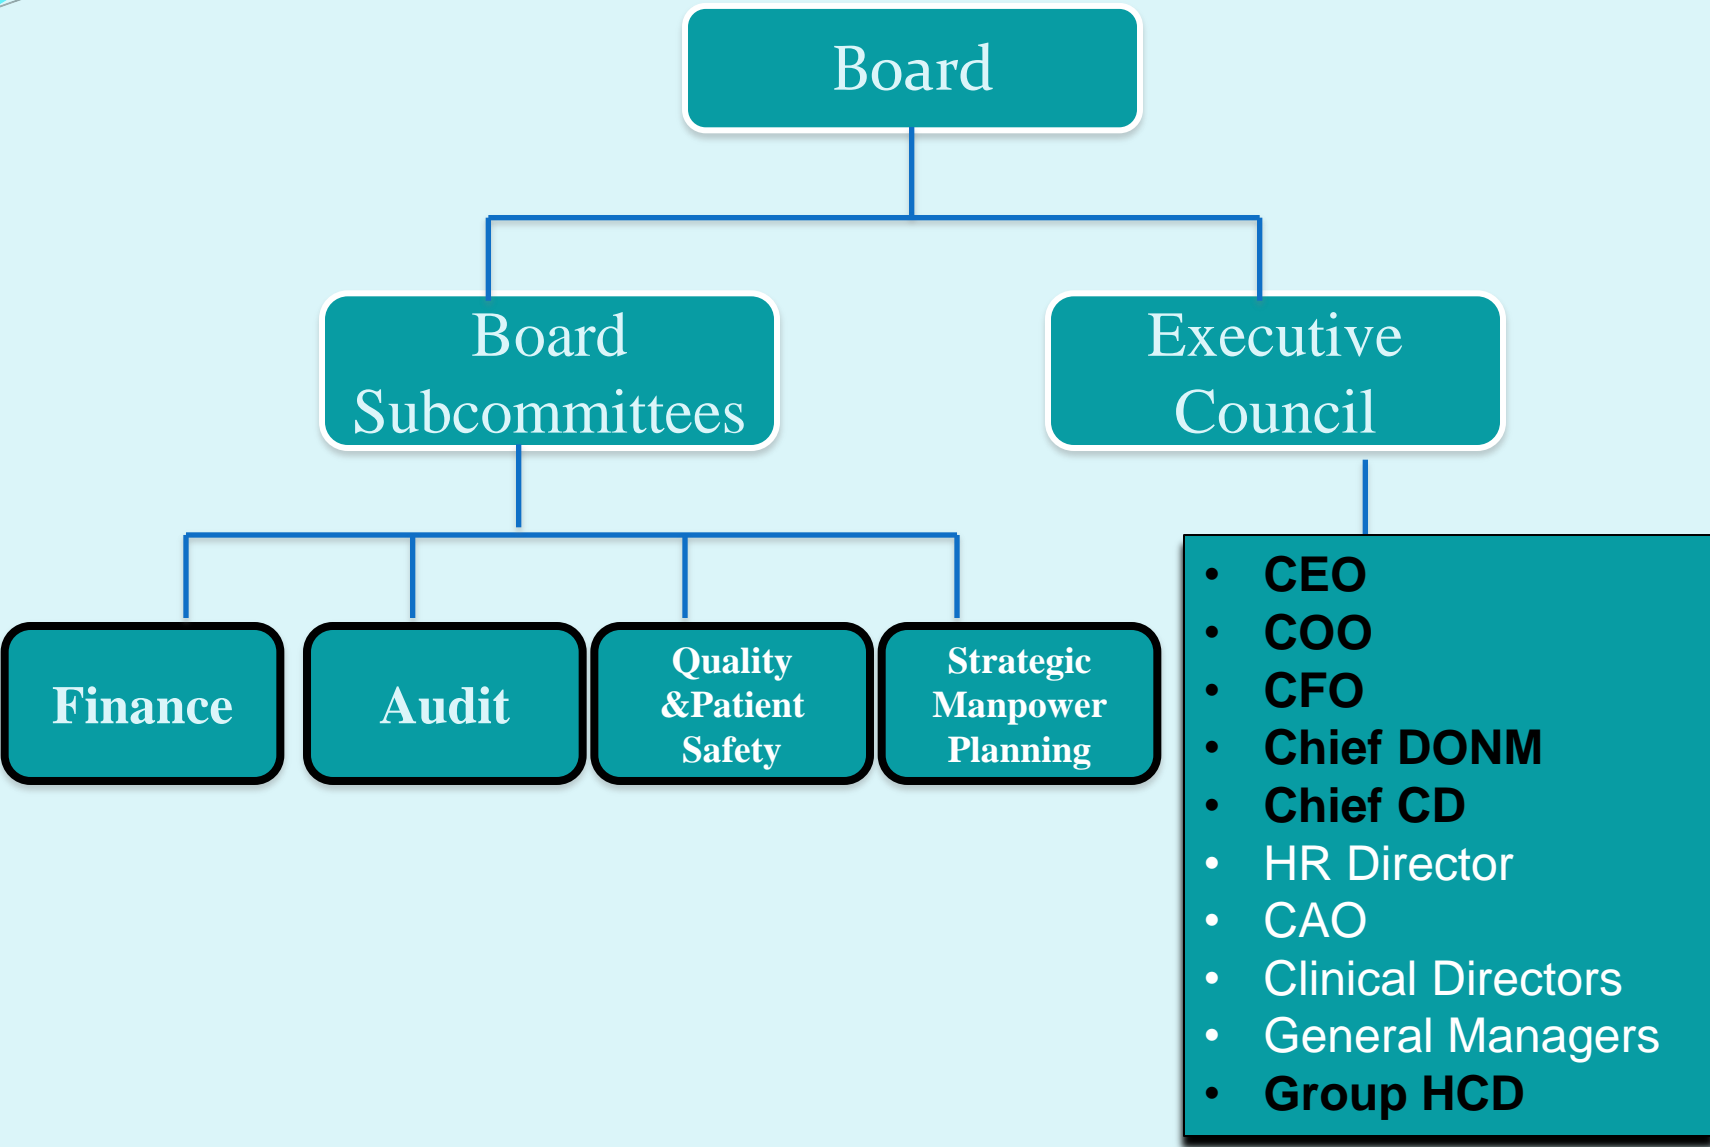 Board
Board
Subcommittees
Executive
Council
Finance
Audit
Quality
&Patient
Safety
Strategic
Manpower
Planning
• CEO
• COO
• CFO
• Chief DONM
• Chief CD
• HR Director
• CAO
• Clinical Directors
• General Managers
• Group HCD